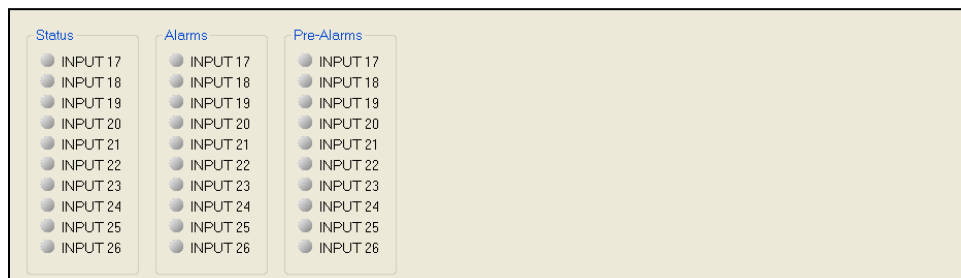 Status
INPUT 17
INPUT 18
INPUT 19
INPUT 20
INPUT 21
INPUT 22
INPUT 23
INPUT 24
INPUT 25
INPUT 26
Alarms
INPUT 17
INPUT 18
INPUT 19
INPUT 20
INPUT 21
INPUT 22
INPUT 23
INPUT 24
INPUT 25
INPUT 26
Pre-Alarms
INPUT 17
INPUT 18
INPUT 19
INPUT 20
INPUT 21
INPUT 22
INPUT 23
INPUT 24
INPUT 25
INPUT 26